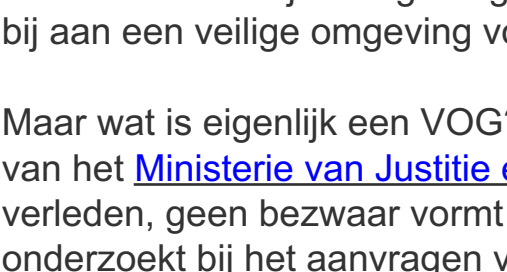 bij aan een veilige omgeving v
Maar wat is eigenlijk een VOG?
van het Ministerie van Justitie e
verleden, geen bezwaar vormt
onderzoekt bij het aanvragen v